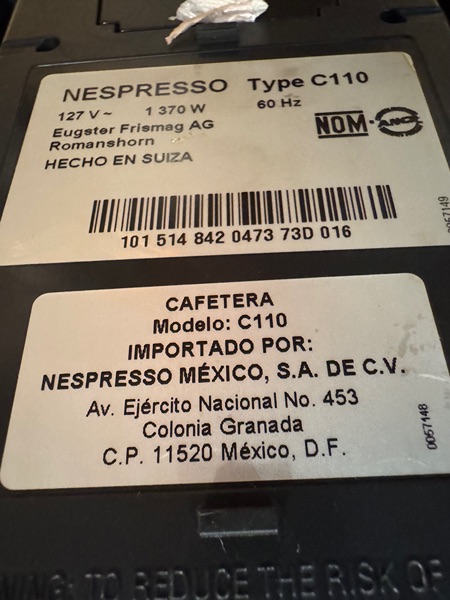 NESPRESSO Type C110
127 V~ 1 370 W 60 Hz
Eugster Frismag AG
Romanshorn
HECHO EN SUIZA
NOM-ANCE
101 514 842 0473 73D 016
0057149
CAFETERA
Modelo: C110
IMPORTADO POR:
NESPRESSO MÉXICO, S.A. DE C.V.
Av. Ejército Nacional No. 453
Colonia Granada
C.P. 11520 México, D.F.
0057148
TO REDUCE THE RISK OF